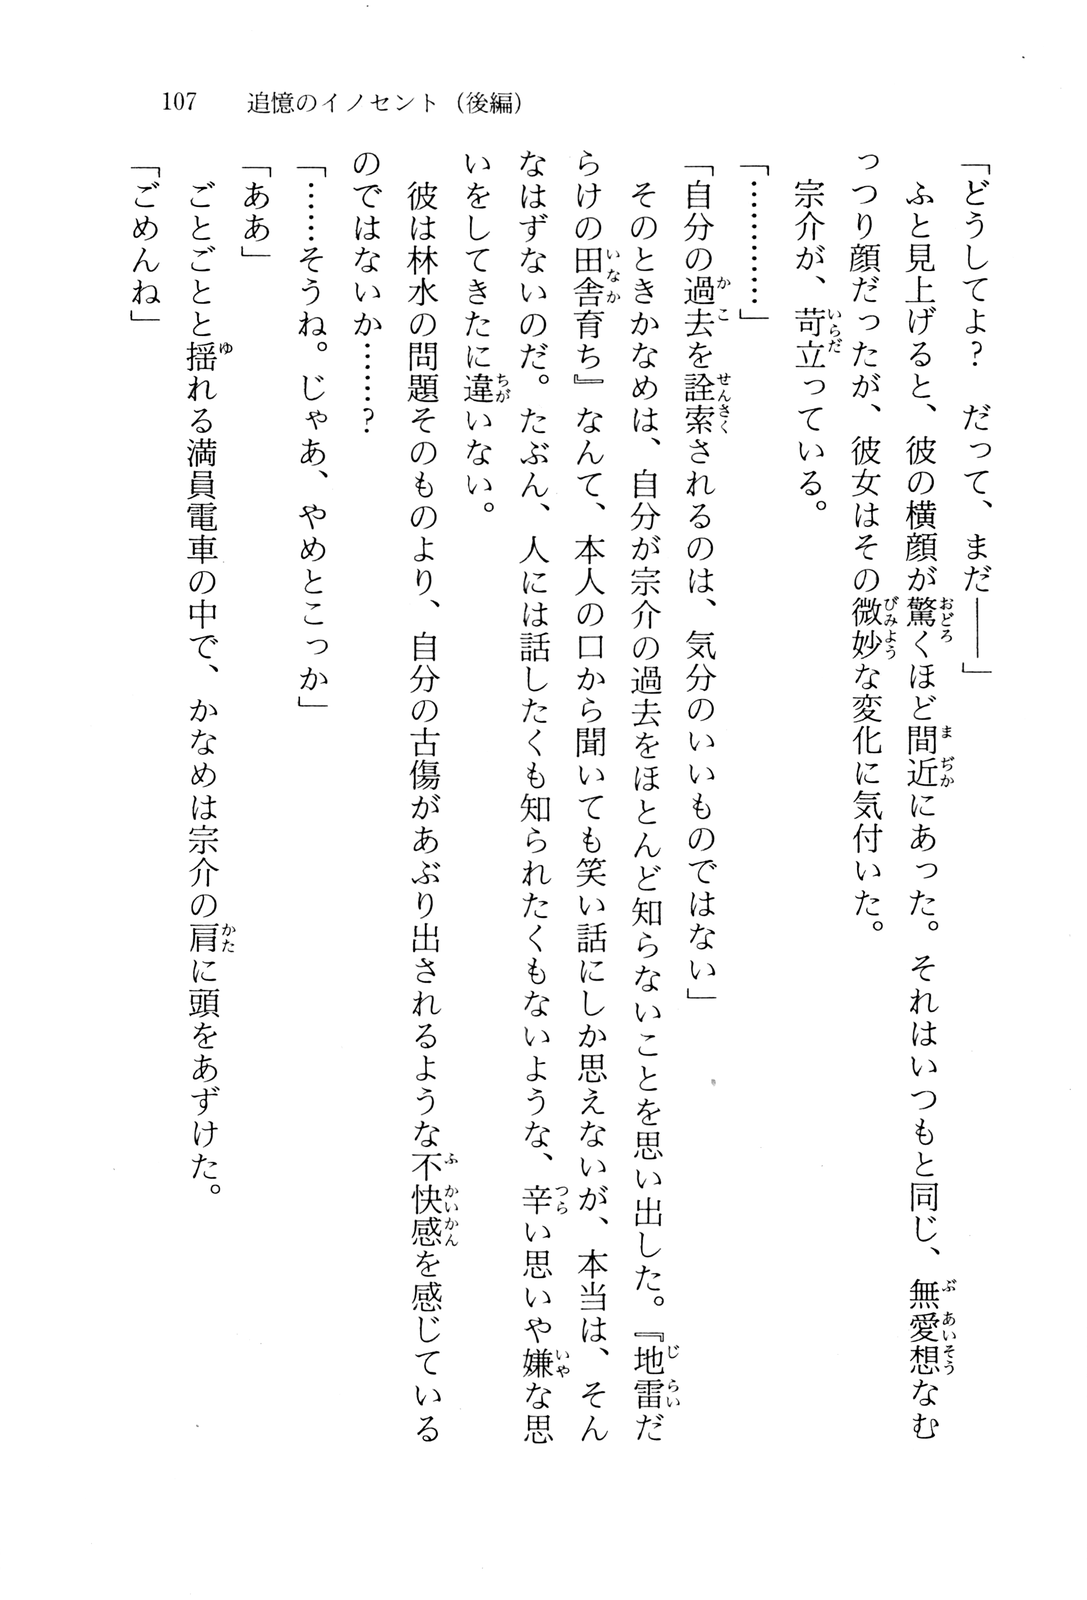 107　追憶のイノセント（後編）
「どうしてよ？　だって、まだ――」
　ふと見上げると、彼の横顔が驚くほど間近にあった。それはいつもと同じ、無愛想なむ
っつり顔だったが、彼女はその微妙な変化に気付いた。
　宗介が、苛立っている。
「…………」
「自分の過去を詮索されるのは、気分のいいものではない」
　そのときかなめは、自分が宗介の過去をほとんど知らないことを思い出した。『地雷だ
らけの田舎育ち』なんて、本人の口から聞いても笑い話にしか思えないが、本当は、そん
なはずないのだ。たぶん、人には話したくも知られたくもないような、辛い思いや嫌な思
いをしてきたに違いない。
　彼は林水の問題そのものより、自分の古傷があぶり出されるような不快感を感じている
のではないか……？
「……そうね。じゃあ、やめとこっか」
「ああ」
　ごとごとと揺れる満員電車の中で、かなめは宗介の肩に頭をあずけた。
「ごめんね」